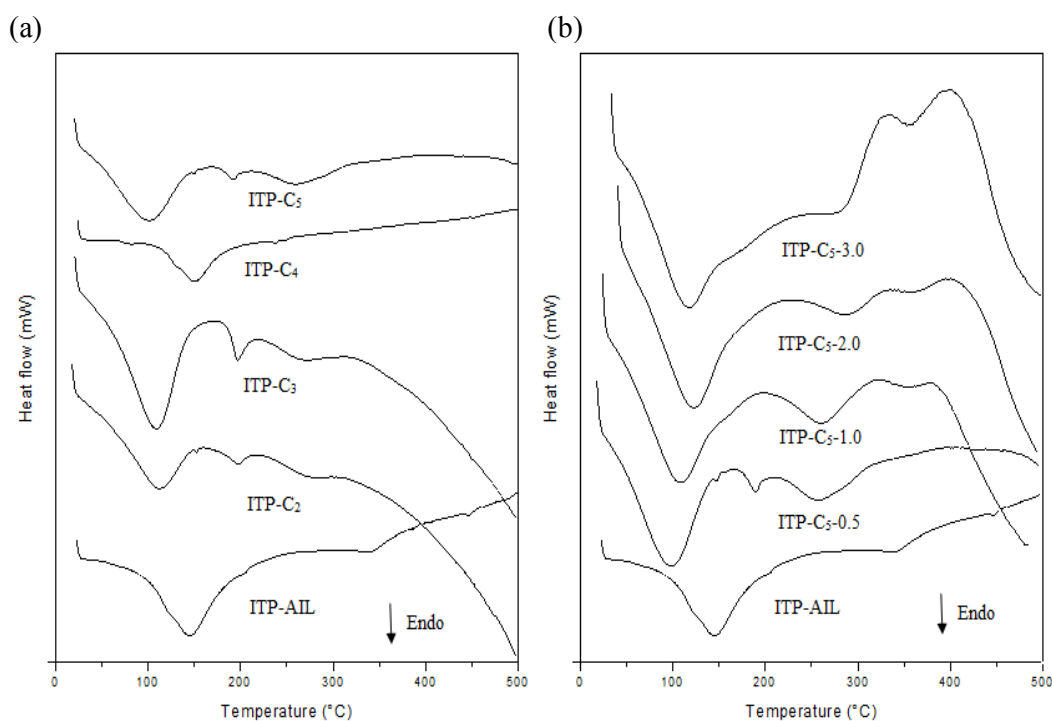 (a)
(b)
Heat flow (mW)
ITP-C₅
ITP-C₄
ITP-C₃
ITP-C₂
ITP-AIL
Endo
0 100 200 300 400 500
Temperature (°C)
Heat flow (mW)
ITP-C₅-3.0
ITP-C₅-2.0
ITP-C₅-1.0
ITP-C₅-0.5
ITP-AIL
Endo
0 100 200 300 400 500
Temperature (°C)